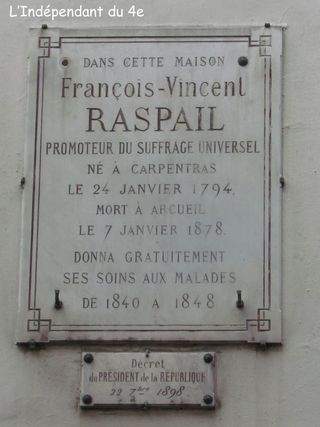 L'Indépendant du 4e
DANS CETTE MAISON
François-Vincent
RASPAIL
PROMOTEUR DU SUFFRAGE UNIVERSEL
NÉ À CARPENTRAS
LE 24 JANVIER 1794,
MORT À ARCUEIL
LE 7 JANVIER 1878.
DONNA GRATUITEMENT
SES SOINS AUX MALADES
DE 1840 A 1848
Décret
du PRÉSIDENT de la RÉPUBLIQUE
22 7bre 1898